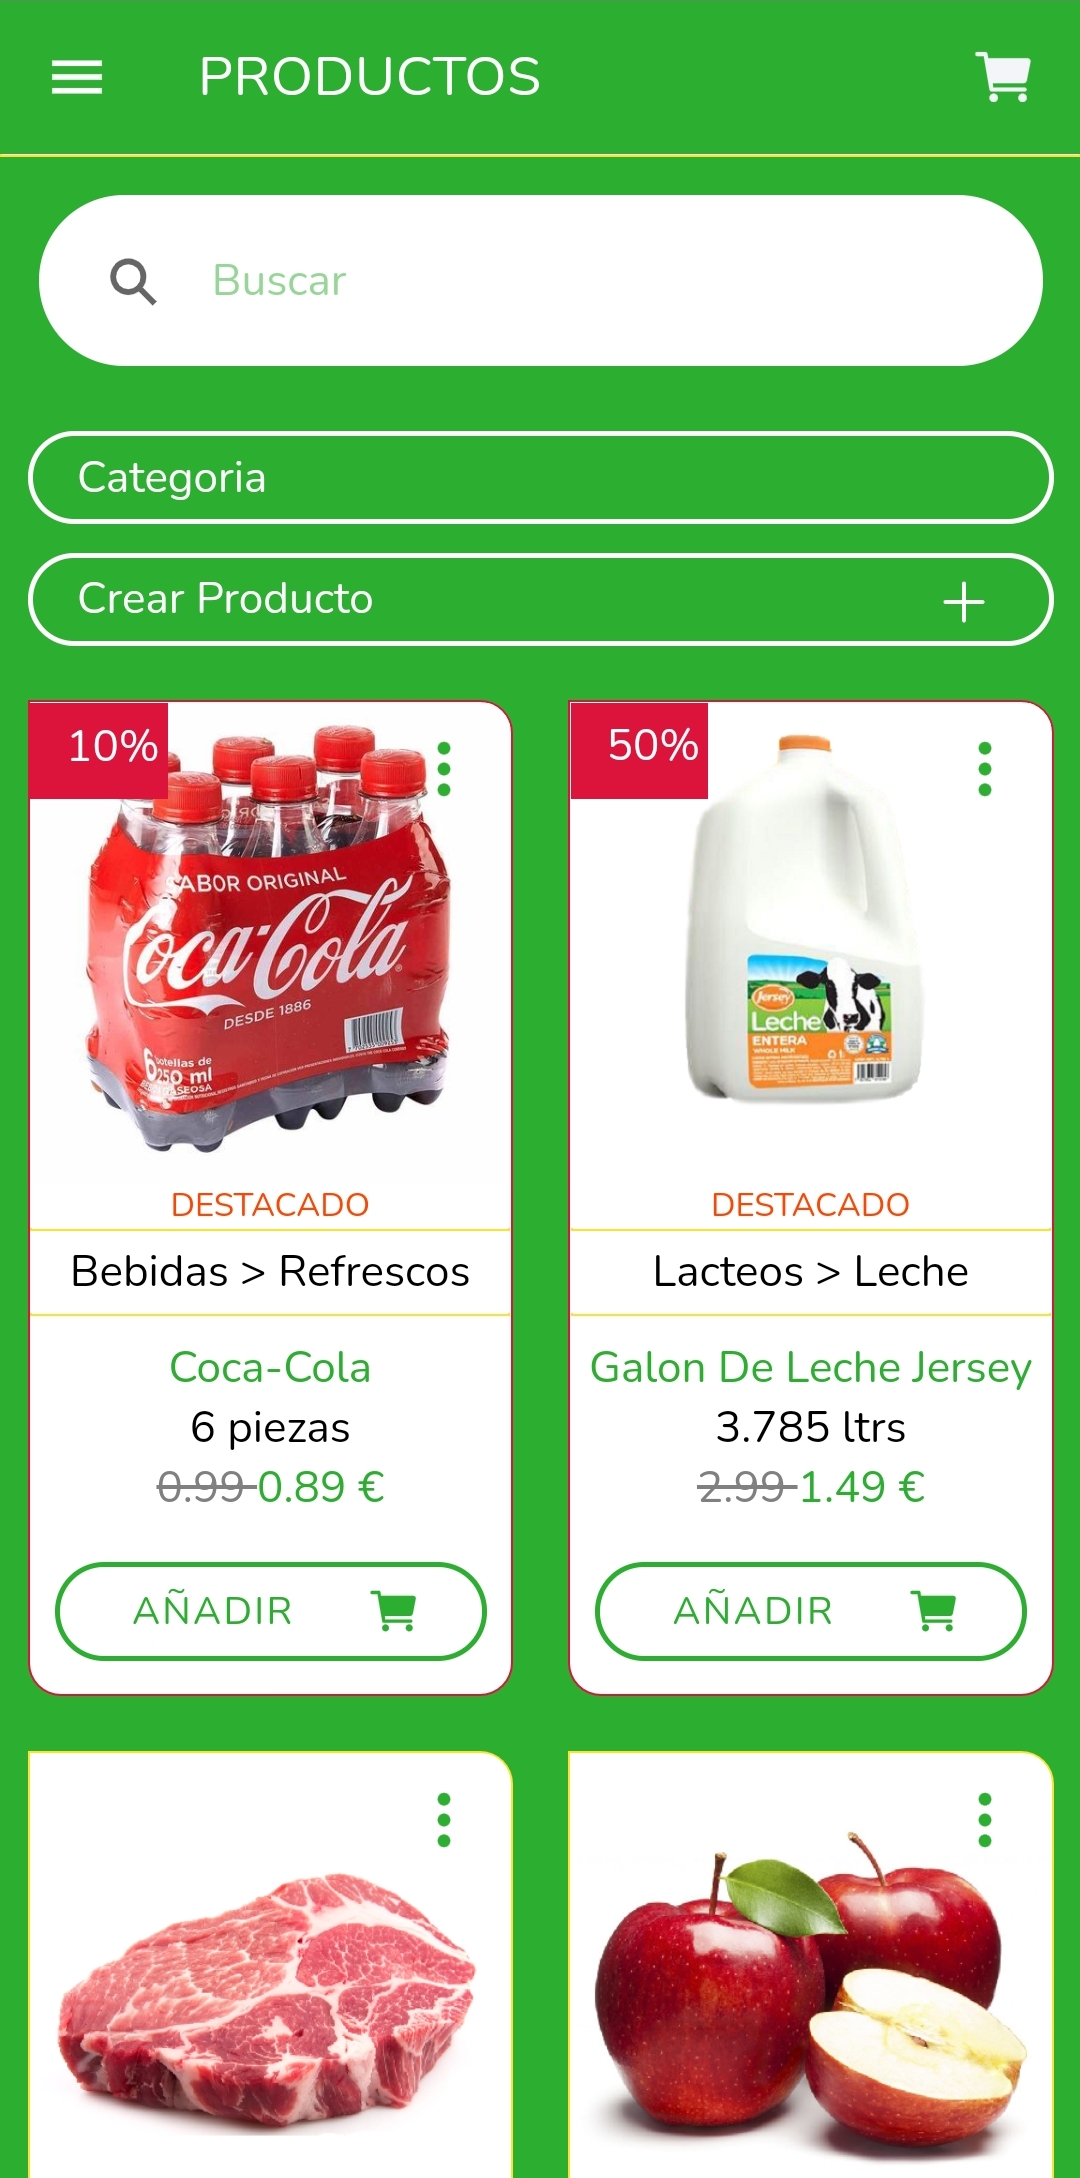 PRODUCTOS
Buscar
Categoria
Crear Producto
10%
SABOR ORIGINAL
Coca-Cola
DESDE 1886
6 botellas de
250 ml
DESTACADO
Bebidas > Refrescos
Coca-Cola
6 piezas
0.99 0.89 €
AÑADIR
50%
Jersey
Leche
ENTERA
WHOLE MILK
DESTACADO
Lacteos > Leche
Galon De Leche Jersey
3.785 ltrs
2.99 1.49 €
AÑADIR